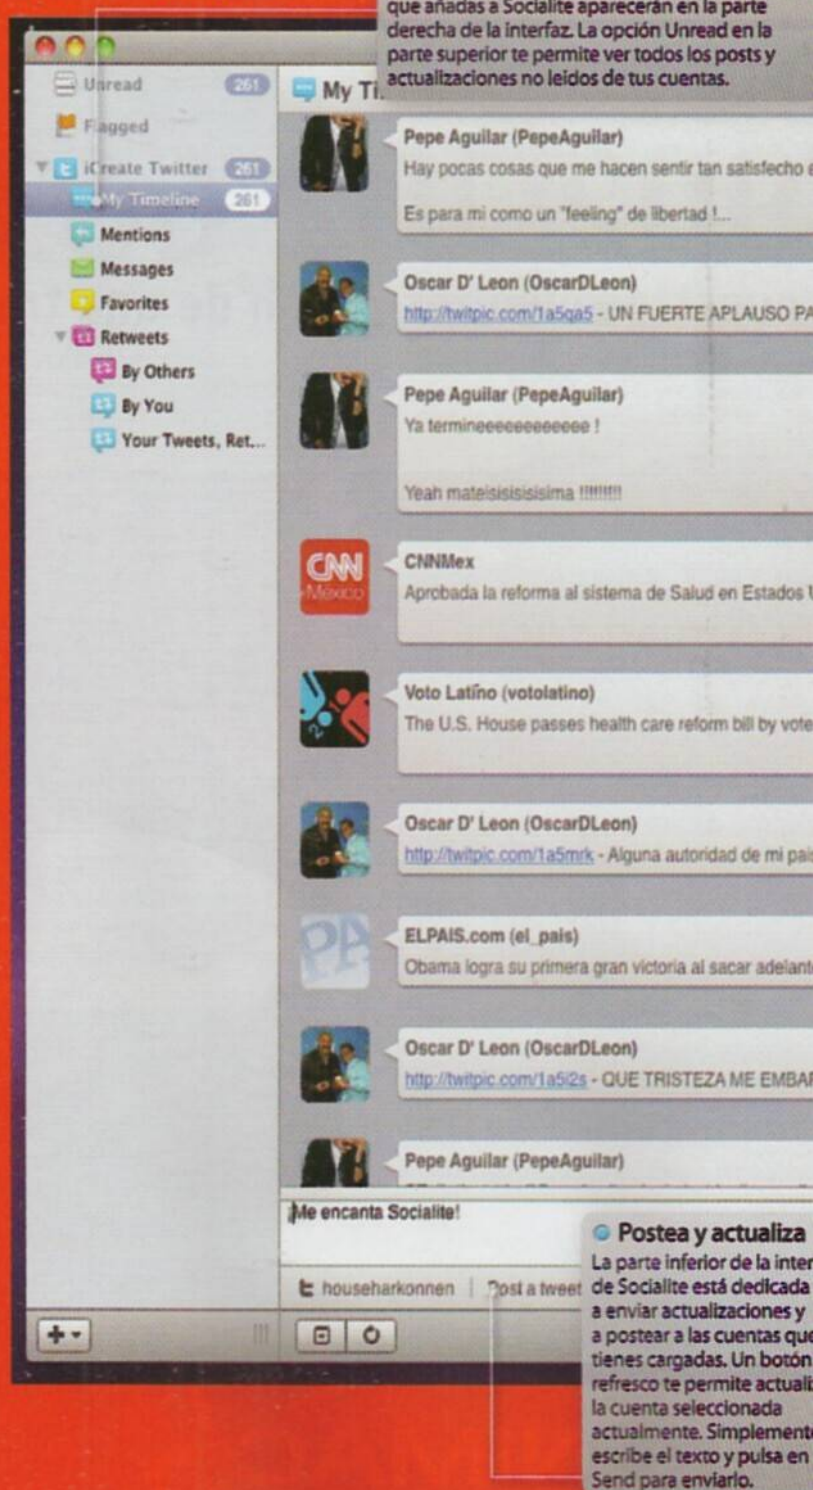 que añadas a Socialite aparecerán en la parte
derecha de la interfaz. La opción Unread en la
parte superior te permite ver todos los posts y
actualizaciones no leidos de tus cuentas.
Unread 261
Flagged
iCreate Twitter 261
My Timeline 261
Mentions
Messages
Favorites
Retweets
By Others
By You
Your Tweets, Ret...
My Ti
Pepe Aguilar (PepeAguilar)
Hay pocas cosas que me hacen sentir tan satisfecho
Es para mi como un "feeling" de libertad !...
Oscar D' Leon (OscarDLeon)
http://twitpic.com/1a5qa5 - UN FUERTE APLAUSO PA
Pepe Aguilar (PepeAguilar)
Ya termineeeeeeeeeeee !
Yeah mateisisisisisima !!!!!!!!!
CNN
México
CNNMex
Aprobada la reforma al sistema de Salud en Estados U
2010
Voto Latino (votolatino)
The U.S. House passes health care reform bill by vote
Oscar D' Leon (OscarDLeon)
http://twitpic.com/1a5mrk - Alguna autoridad de mi pais
PA
ELPAIS.com (el_pais)
Obama logra su primera gran victoria al sacar adelante
Oscar D' Leon (OscarDLeon)
http://twitpic.com/1a5i2s - QUE TRISTEZA ME EMBAR
Pepe Aguilar (PepeAguilar)
¡Me encanta Socialite!
househarkonnen | Post a tweet
Postea y actualiza
La parte inferior de la inter
de Socialite está dedicada
a enviar actualizaciones y
a postear a las cuentas que
tienes cargadas. Un botón
refresco te permite actualiz
la cuenta seleccionada
actualmente. Simplemente
escribe el texto y pulsa en
Send para enviarlo.